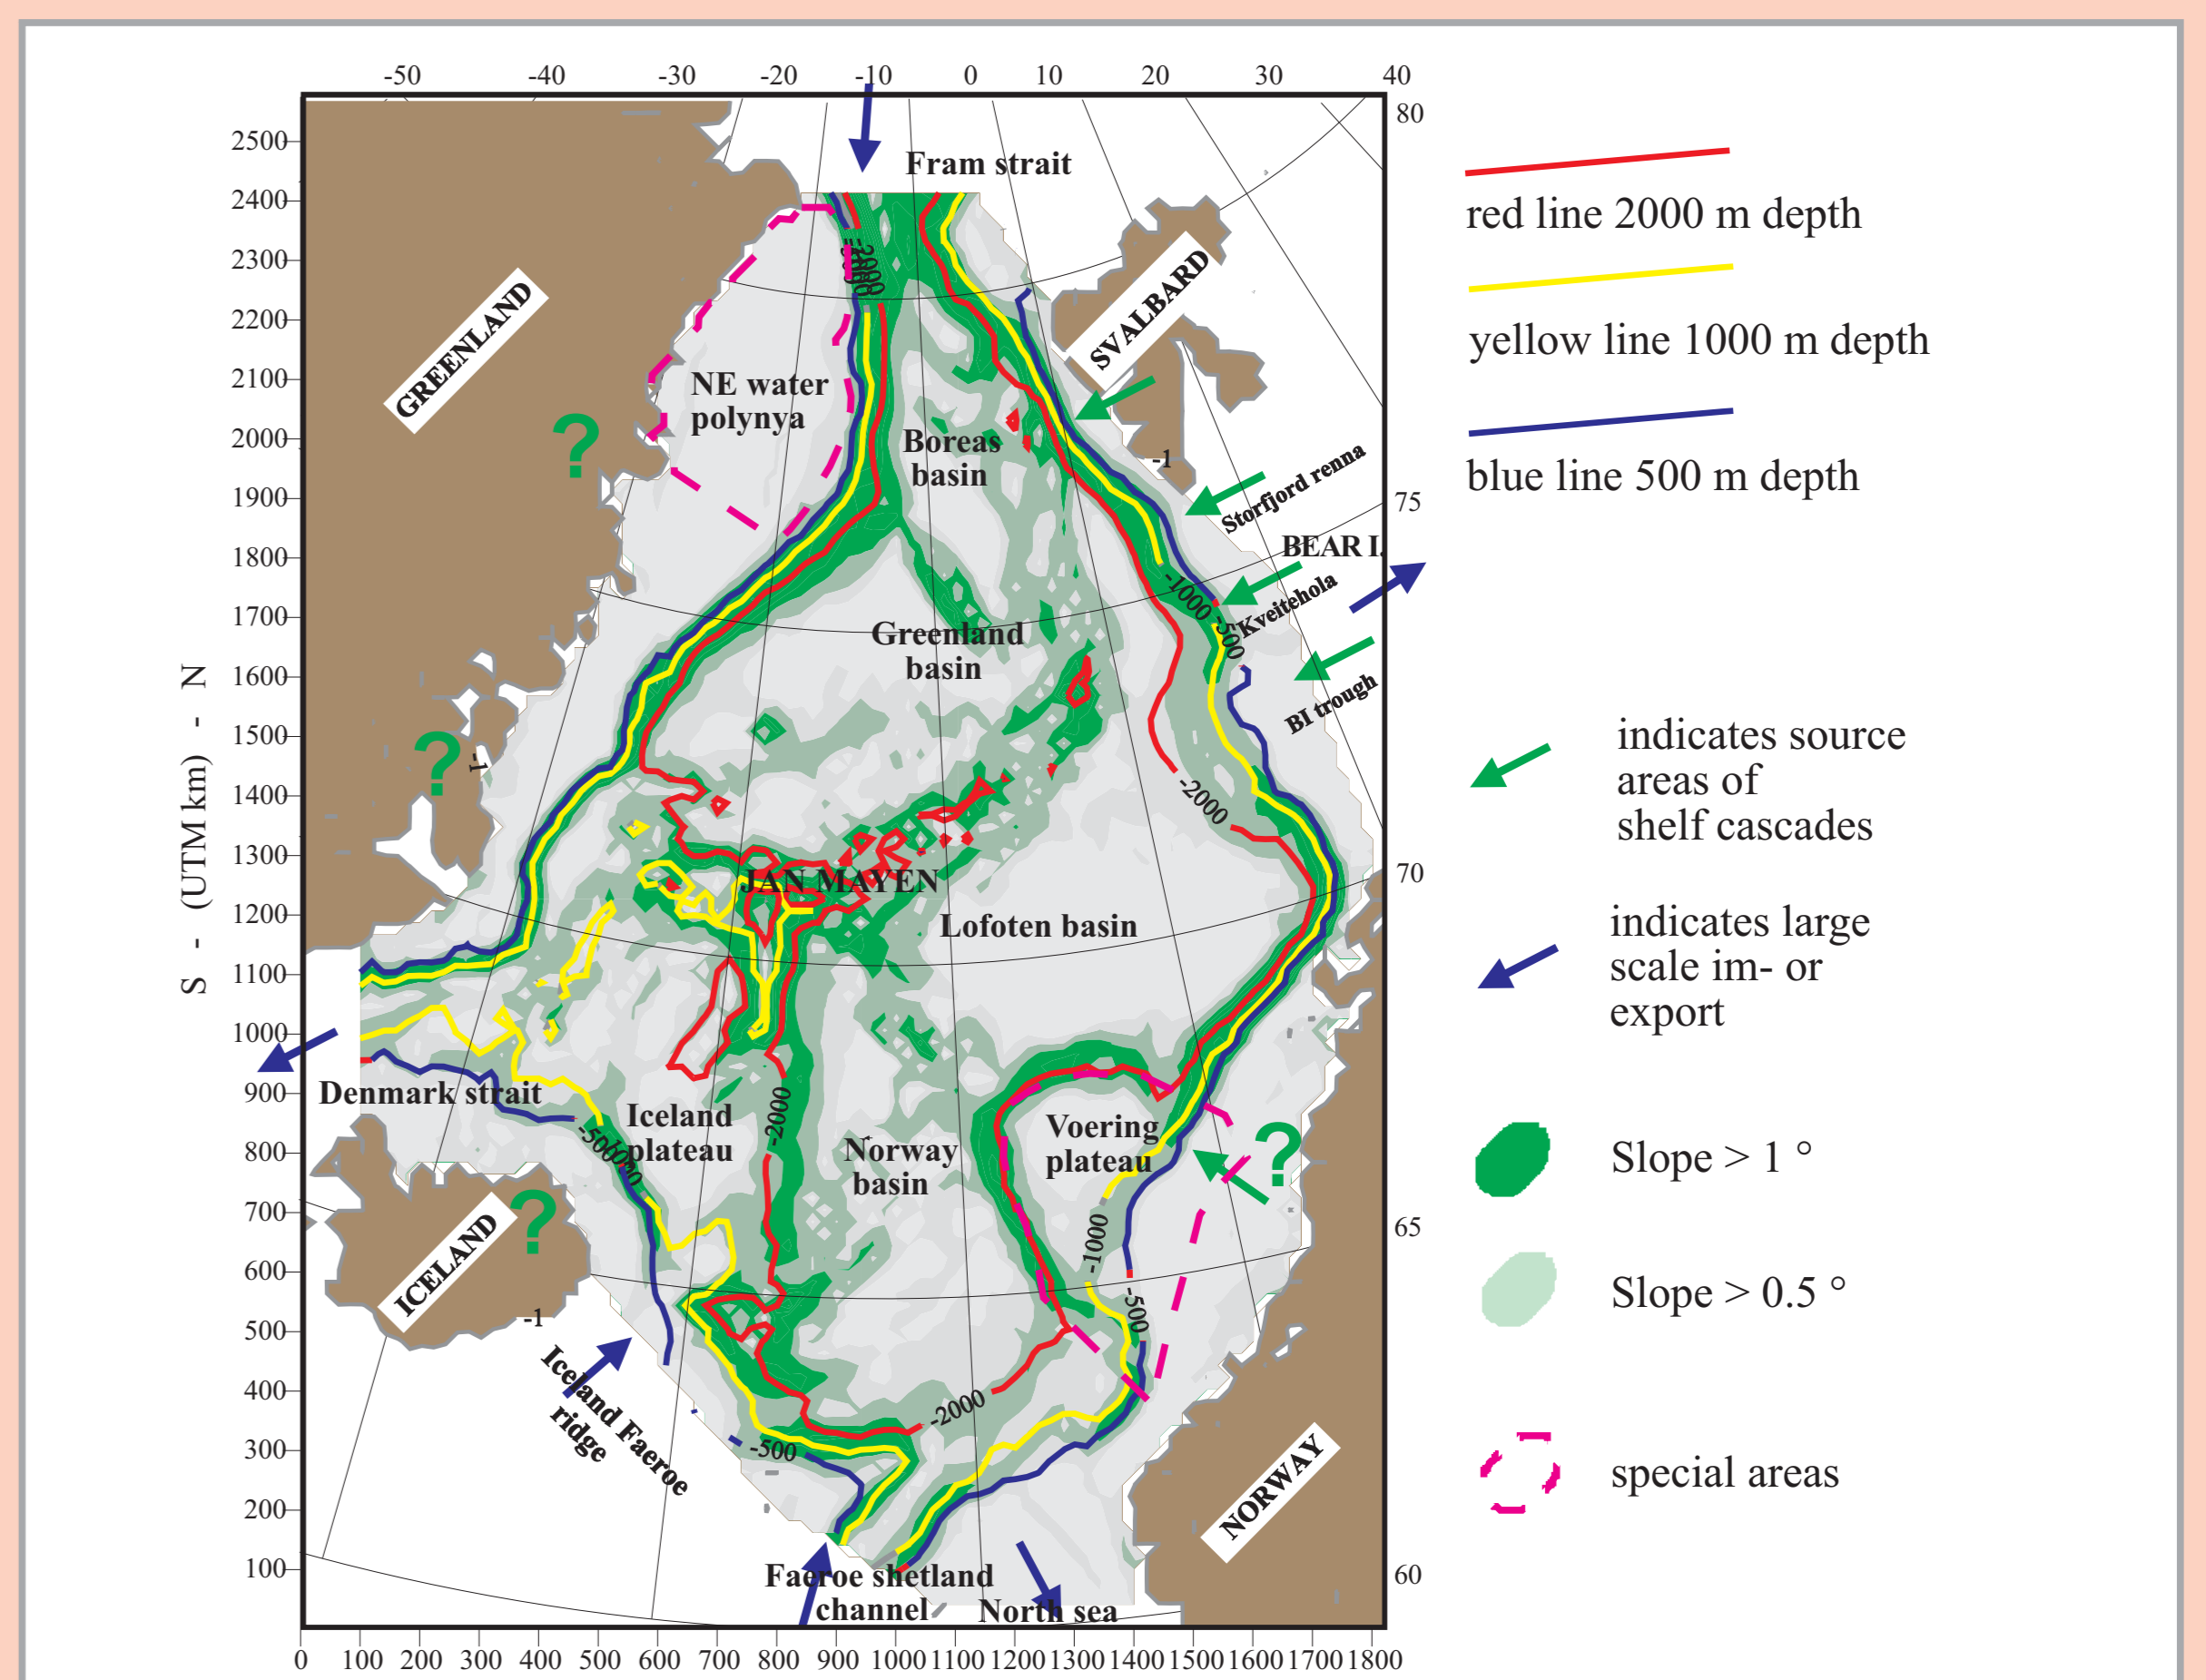 -50 -40 -30 -20 -10 0 10 20 30 40
80
75
70
65
60
2500
2400
2300
2200
2100
2000
1900
1800
1700
1600
1500
1400
1300
1200
1100
1000
900
800
700
600
500
400
300
200
100
S - (UTM km) - N
0 100 200 300 400 500 600 700 800 900 1000 1100 1200 1300 1400 1500 1600 1700 1800
Fram strait
GREENLAND
SVALBARD
-2000
NE water
polynya
Boreas
basin
-1
Storfjord renna
BEAR I.
-1000
-500
Kveitehola
BI trough
Greenland
basin
?
?
-1
-2000
JAN MAYEN
Lofoten basin
Denmark strait
Iceland
plateau
-500
-2000
Norway
basin
Voering
plateau
?
-1000
-500
ICELAND
?
-1
Iceland Faeroe
ridge
-2000
-500
NORWAY
Faeroe shetland
channel
North sea
red line 2000 m depth
yellow line 1000 m depth
blue line 500 m depth
indicates source
areas of
shelf cascades
indicates large
scale im- or
export
Slope > 1 °
Slope > 0.5 °
special areas